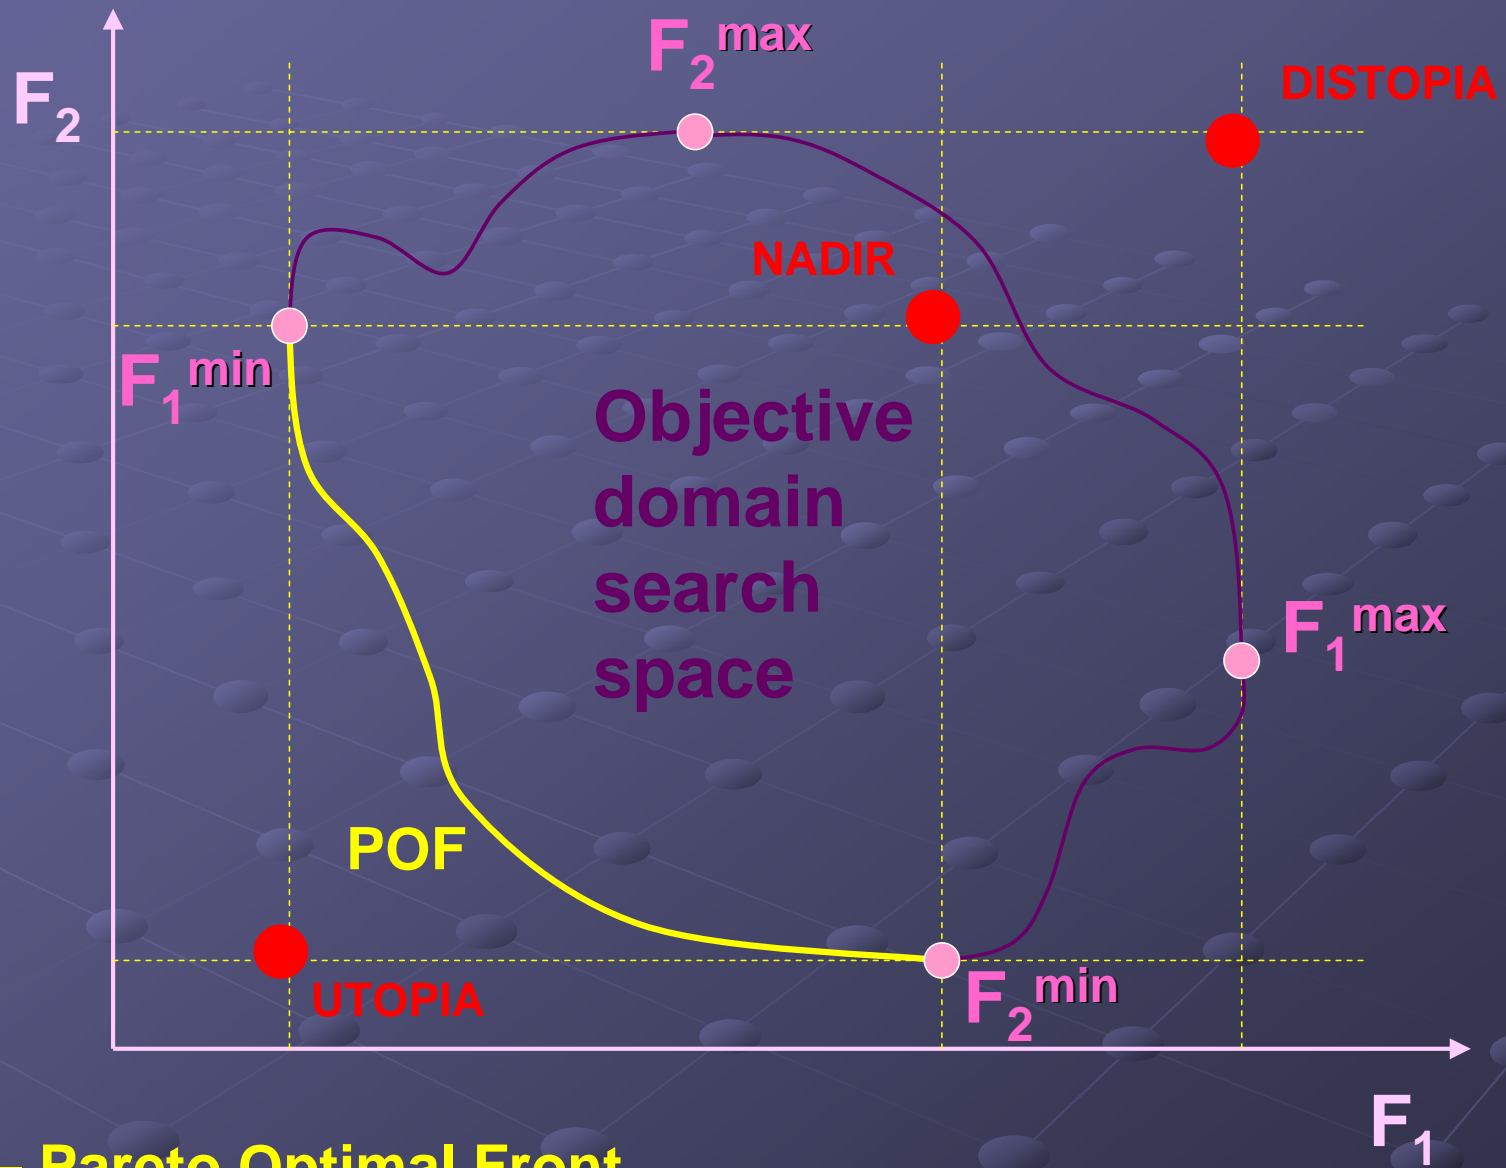 F2max
DISTOPIA
F2
NADIR
F1min
Objective
domain
search
space
F1max
POF
UTOPIA
F2min
F1
Pareto Optimal Front